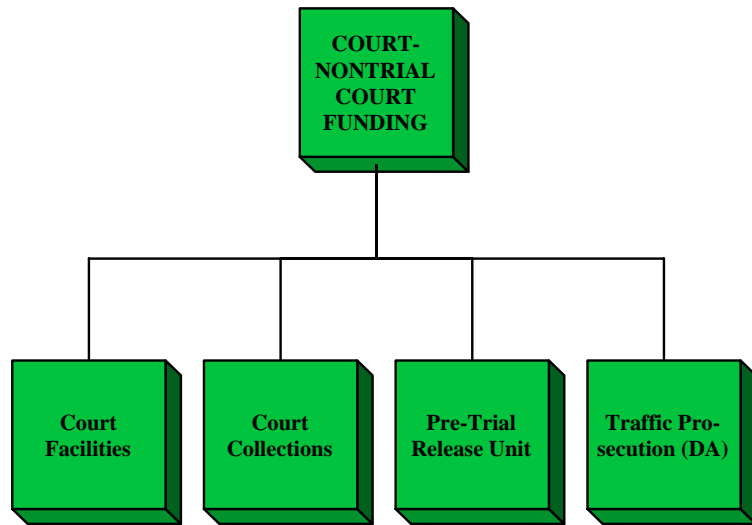 COURT-
NONTRIAL
COURT
FUNDING
Court
Facilities
Court
Collections
Pre-Trial
Release Unit
Traffic Pro-
secution (DA)